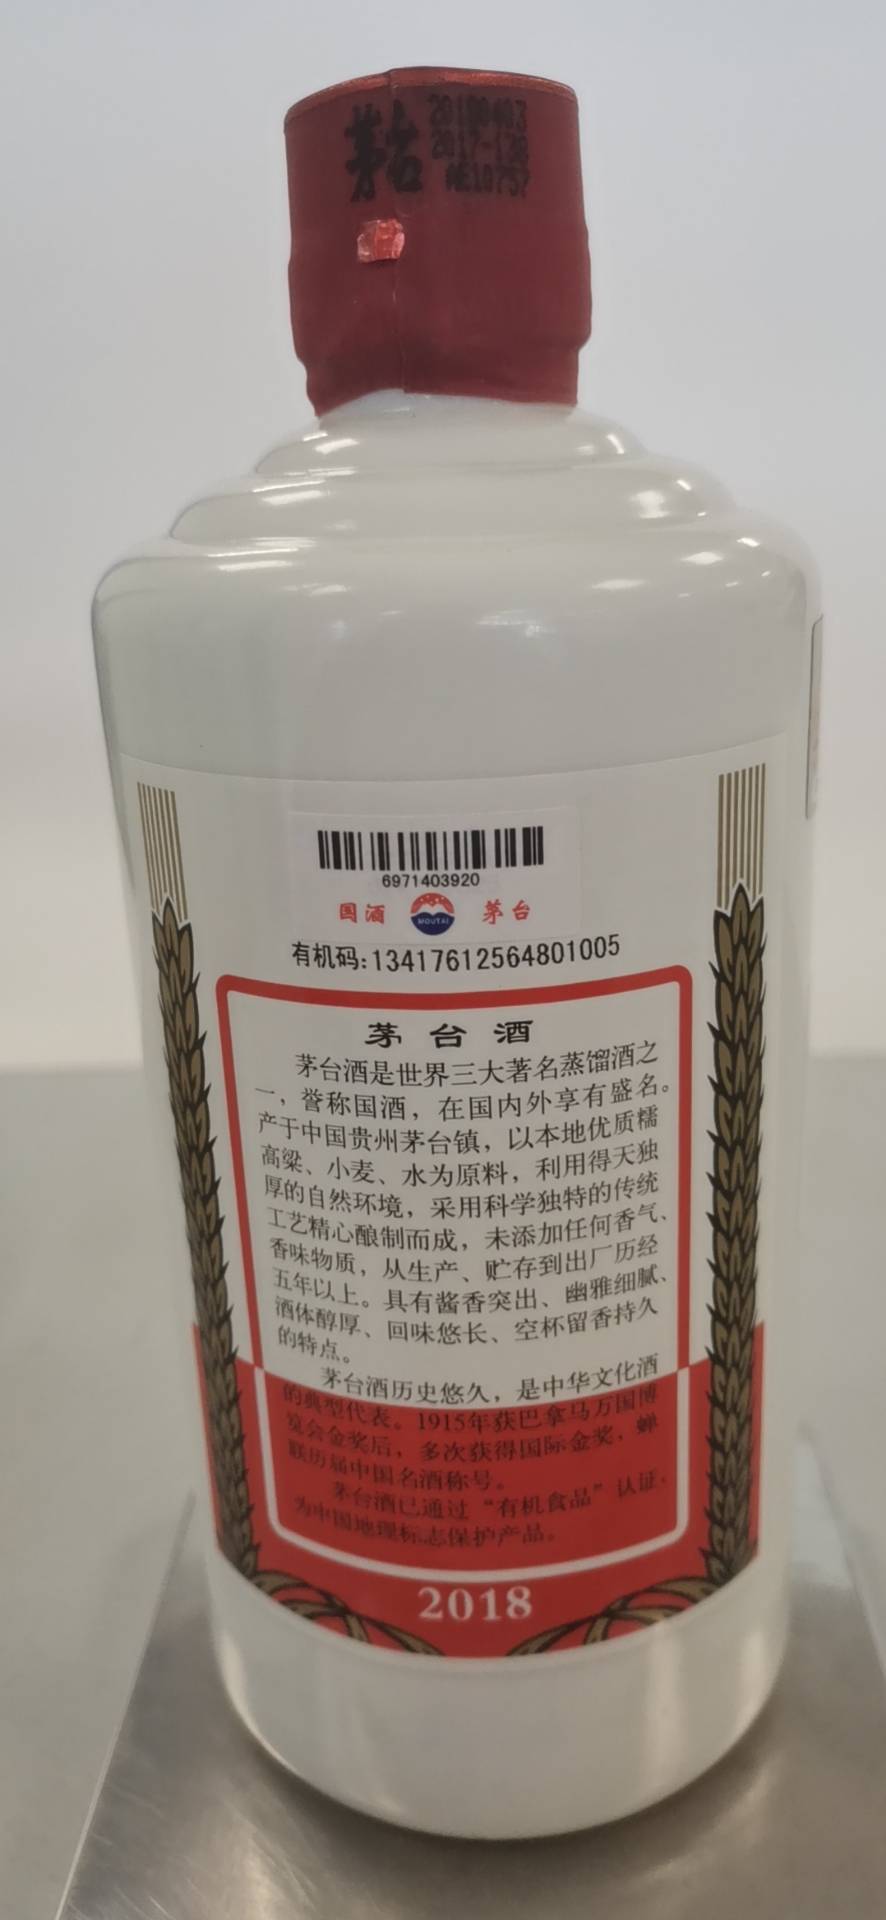 茅台
20180403
2017-138
6971403920
国酒 MOUTAI 茅台
有机码:13417612564801005
茅台酒
茅台酒是世界三大著名蒸馏酒之
一，誉称国酒，在国内外享有盛名。
产于中国贵州茅台镇，以本地优质糯
高粱、小麦、水为原料，利用得天独
厚的自然环境，采用科学独特的传统
工艺精心酿制而成，未添加任何香气、
香味物质，从生产、贮存到出厂历经
五年以上。具有酱香突出、幽雅细腻、
酒体醇厚、回味悠长、空杯留香持久
的特点。
茅台酒历史悠久，是中华文化酒
的典型代表。1915年获巴拿马万国博
览会金奖后，多次获得国际金奖，蝉
联历届中国名酒称号。
茅台酒已通过“有机食品”认证，
为中国地理标志保护产品。
2018